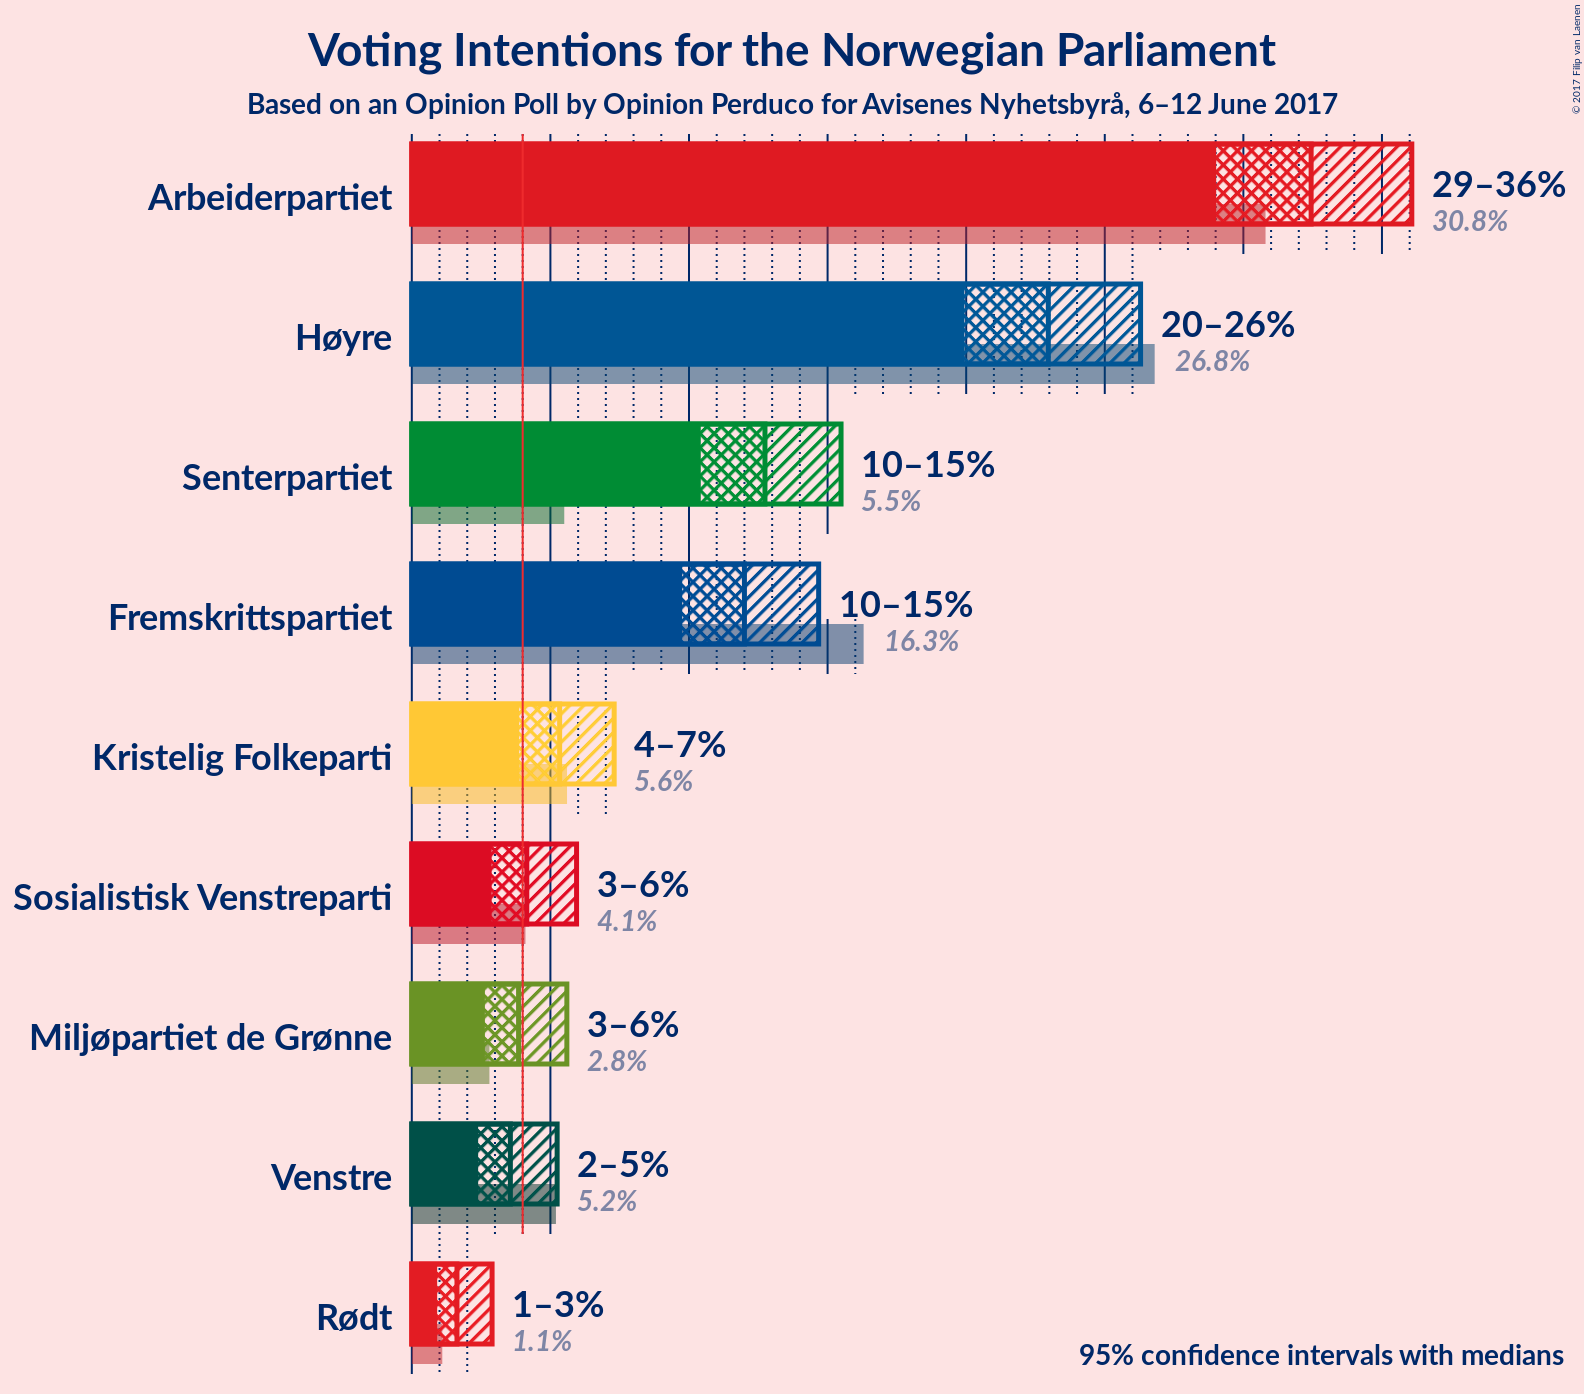 Voting Intentions for the Norwegian Parliament
Based on an Opinion Poll by Opinion Perduco for Avisenes Nyhetsbyrå, 6–12 June 2017
© 2017 Filip van Laenen
Arbeiderpartiet
29–36%
30.8%
Høyre
20–26%
26.8%
Senterpartiet
10–15%
5.5%
Fremskrittspartiet
10–15%
16.3%
Kristelig Folkeparti
4–7%
5.6%
Sosialistisk Venstreparti
3–6%
4.1%
Miljøpartiet de Grønne
3–6%
2.8%
Venstre
2–5%
5.2%
Rødt
1–3%
1.1%
95% confidence intervals with medians